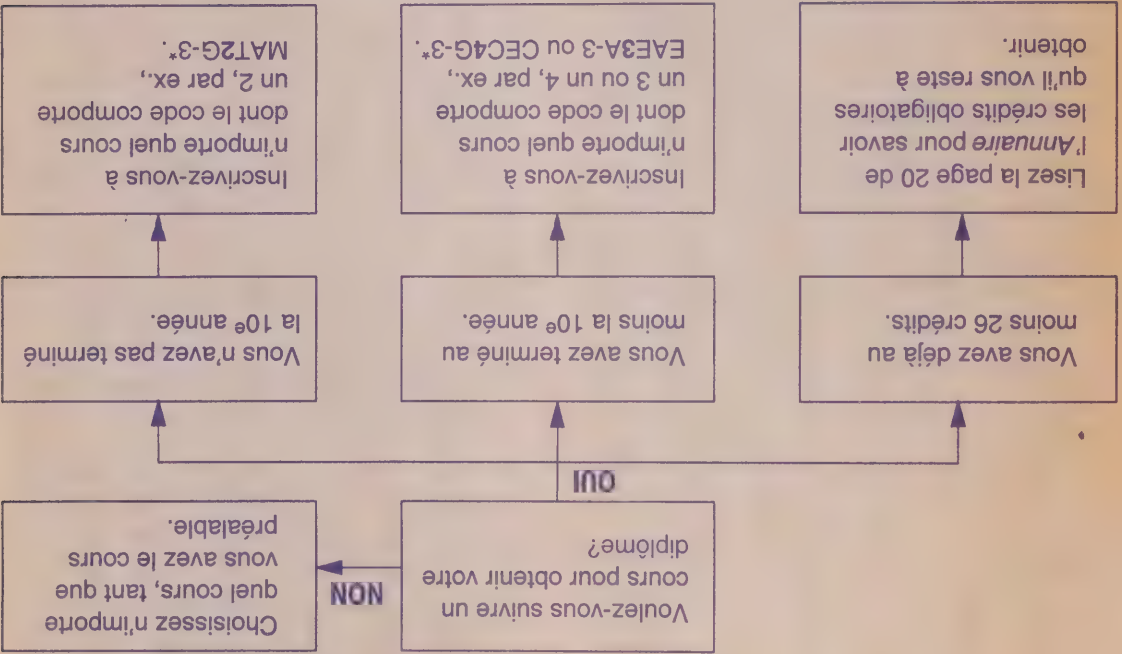 Voulez-vous suivre un
cours pour obtenir votre
diplôme?
NON
Choisissez n'importe
quel cours, tant que
vous avez le cours
préalable.
OUI
Vous n'avez pas terminé
la 10e année.
Vous avez terminé au
moins la 10e année.
Vous avez déjà au
moins 26 crédits.
Inscrivez-vous à
n'importe quel cours
dont le code comporte
un 2, par ex.,
MAT2G-3*.
Inscrivez-vous à
n'importe quel cours
dont le code comporte
un 3 ou un 4, par ex.,
EAE3A-3 ou CEC4G-3*.
Lisez la page 20 de
l'Annuaire pour savoir
les crédits obligatoires
qu'il vous reste à
obtenir.